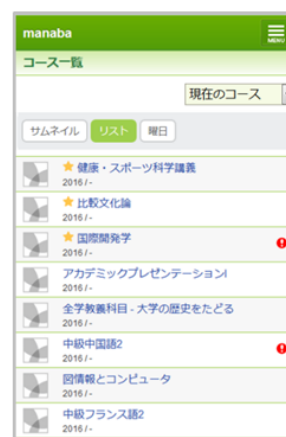 manaba
MENU
コース一覧
現在のコース
サムネイル リスト 曜日
健康・スポーツ科学講義
2016 / -
比較文化論
2016 / -
国際開発学
2016 / -
アカデミックプレゼンテーションI
2016 / -
全学教養科目 - 大学の歴史をたどる
2016 / -
中級中国語2
2016 / -
図情報とコンピュータ
2016 / -
中級フランス語2
2016 / -